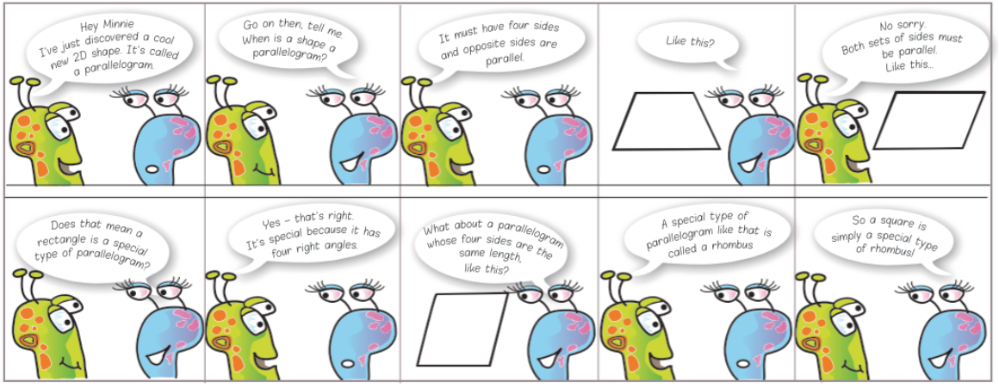 Hey Minnie
I've just discovered a cool
new 2D shape. It's called
a parallelogram.
Go on then, tell me.
When is a shape a
parallelogram?
It must have four sides
and opposite sides are
parallel.
Like this?
No sorry.
Both sets of sides must
be parallel.
Like this...
Does that mean a
rectangle is a special
type of parallelogram?
Yes – that's right.
It's special because it has
four right angles.
What about a parallelogram
whose four sides are the
same length,
like this?
A special type of
parallelogram like that is
called a rhombus
So a square is
simply a special type
of rhombus!